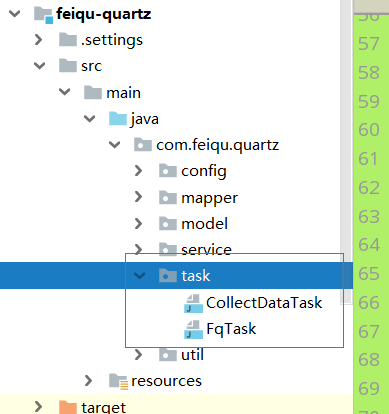 feiqu-quartz
.settings
src
main
java
com.feiqu.quartz
config
mapper
model
service
task
CollectDataTask
FqTask
util
resources
target
56
57
58
59
60
61
62
63
64
65
66
67
68
69